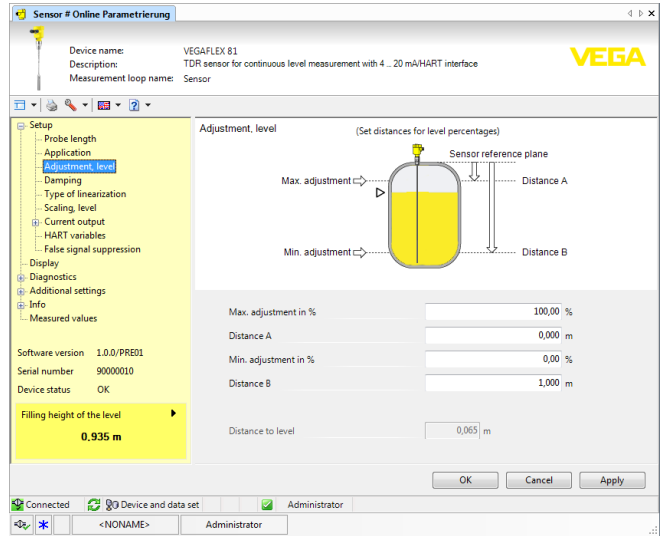 Sensor # Online Parametrierung
Device name: VEGAFLEX 81
Description: TDR sensor for continuous level measurement with 4 .. 20 mA/HART interface
Measurement loop name: Sensor
VEGA
Setup
Probe length
Application
Adjustment, level
Damping
Type of linearization
Scaling, level
Current output
HART variables
False signal suppression
Display
Diagnostics
Additional settings
Info
Measured values
Software version 1.0.0/PRE01
Serial number 90000010
Device status OK
Filling height of the level
0,935 m
Adjustment, level
(Set distances for level percentages)
Sensor reference plane
Max. adjustment
Distance A
Min. adjustment
Distance B
Max. adjustment in % 100,00 %
Distance A 0,000 m
Min. adjustment in % 0,00 %
Distance B 1,000 m
Distance to level 0,065 m
OK Cancel Apply
Connected Device and data set Administrator
<NONAME> Administrator